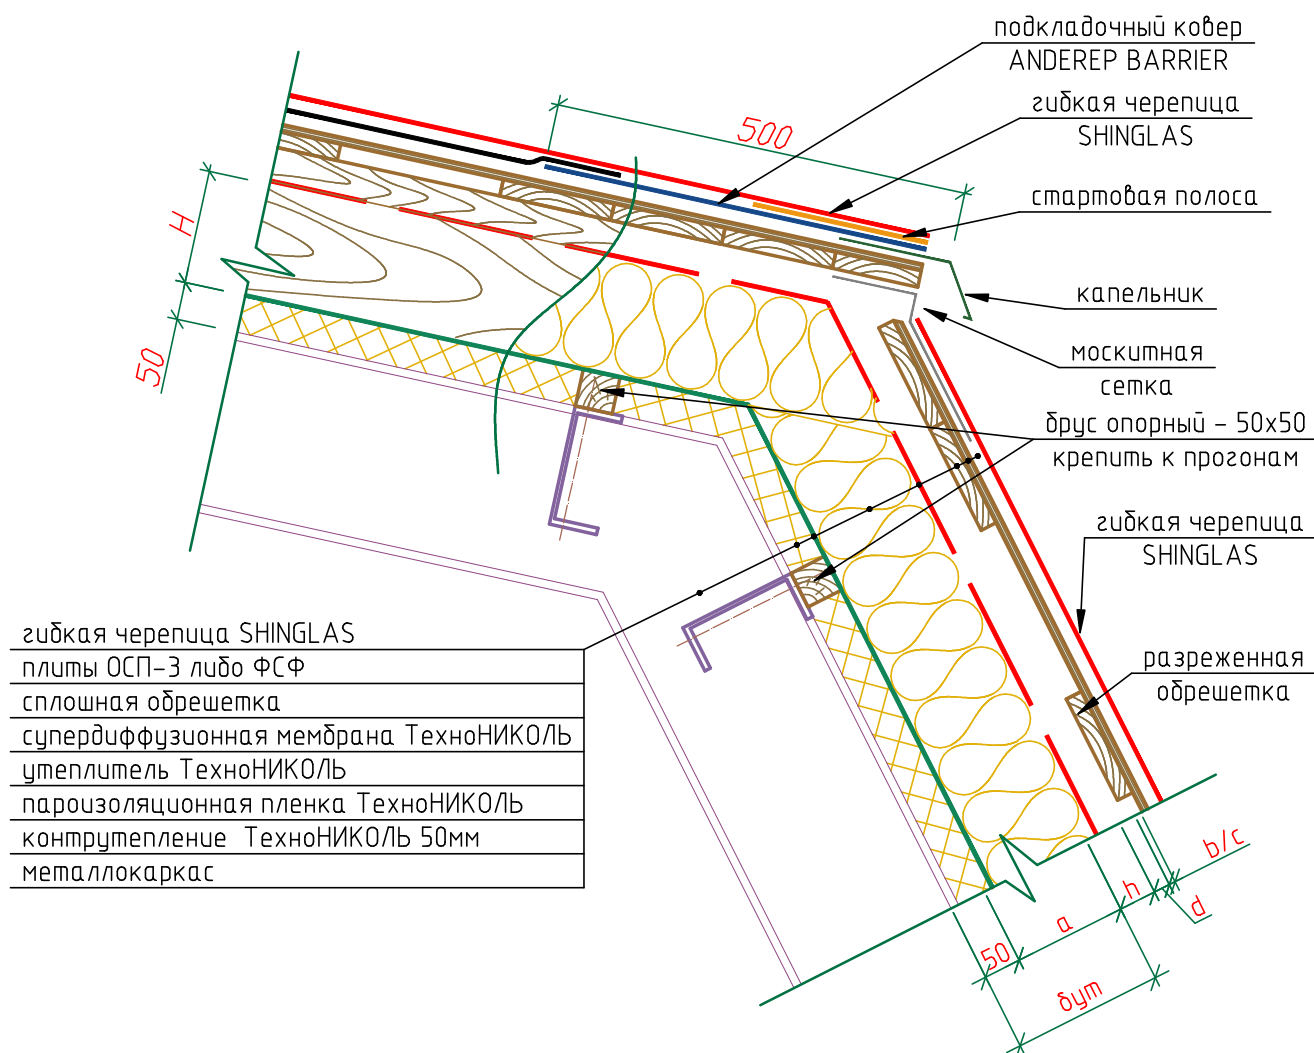 подкладочный ковер
ANDEREP BARRIER
гибкая черепица
SHINGLAS
500
стартовая полоса
H
капельник
москитная
сетка
50
брус опорный - 50х50
крепить к прогонам
гибкая черепица
SHINGLAS
гибкая черепица SHINGLAS
плиты ОСП-3 либо ФСФ
сплошная обрешетка
супердиффузионная мембрана ТехноНИКОЛЬ
утеплитель ТехноНИКОЛЬ
пароизоляционная пленка ТехноНИКОЛЬ
контрутепление ТехноНИКОЛЬ 50мм
металлокаркас
разреженная
обрешетка
b/c
h
d
a
50
бут